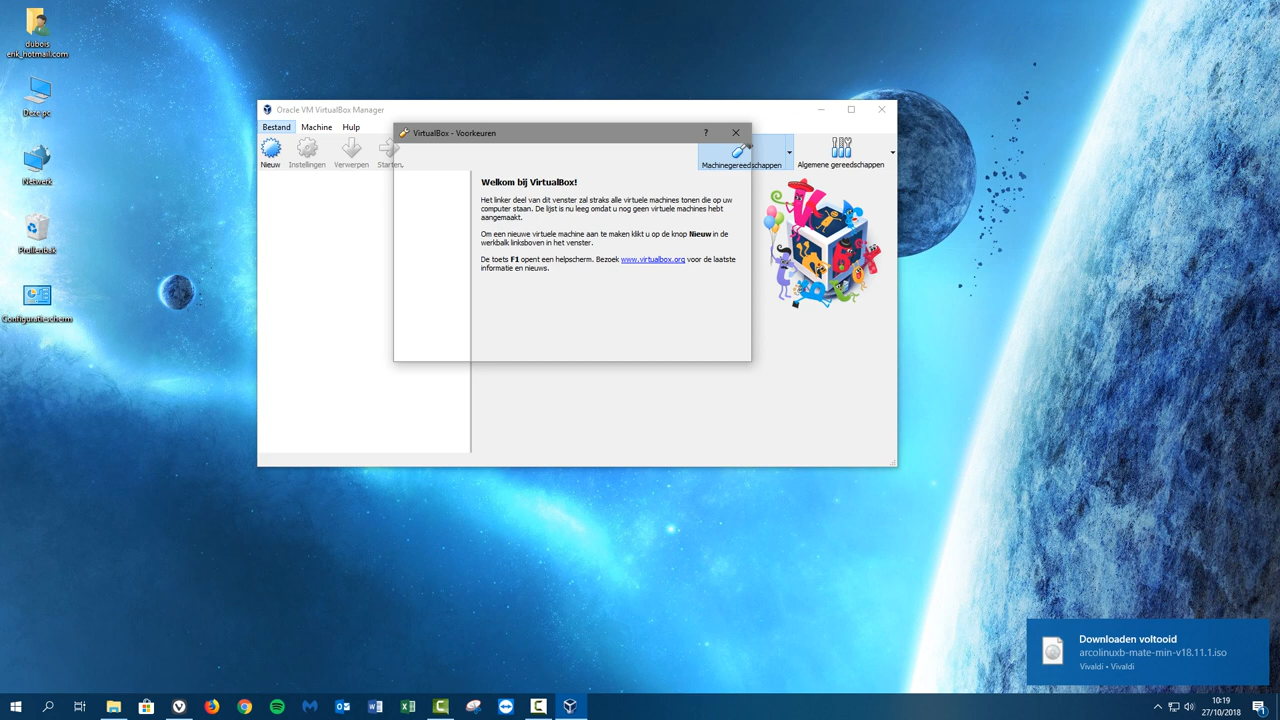 dubois
erik_hotmail.com
Deze pc
Netwerk
Prullenbak
Configuratiescherm
Oracle VM VirtualBox Manager
Bestand Machine Hulp
VirtualBox - Voorkeuren ?
Nieuw Instellingen Verwerpen Starten
Machinegereedschappen Algemene gereedschappen
Welkom bij VirtualBox!
Het linker deel van dit venster zal straks alle virtuele machines tonen die op uw
computer staan. De lijst is nu leeg omdat u nog geen virtuele machines hebt
aangemaakt.
Om een nieuwe virtuele machine aan te maken klikt u op de knop Nieuw in de
werkbalk linksboven in het venster.
De toets F1 opent een helpscherm. Bezoek www.virtualbox.org voor de laatste
informatie en nieuws.
Downloaden voltooid
arcolinuxb-mate-min-v18.11.1.iso
Vivaldi • Vivaldi
10:19
27/10/2018
1